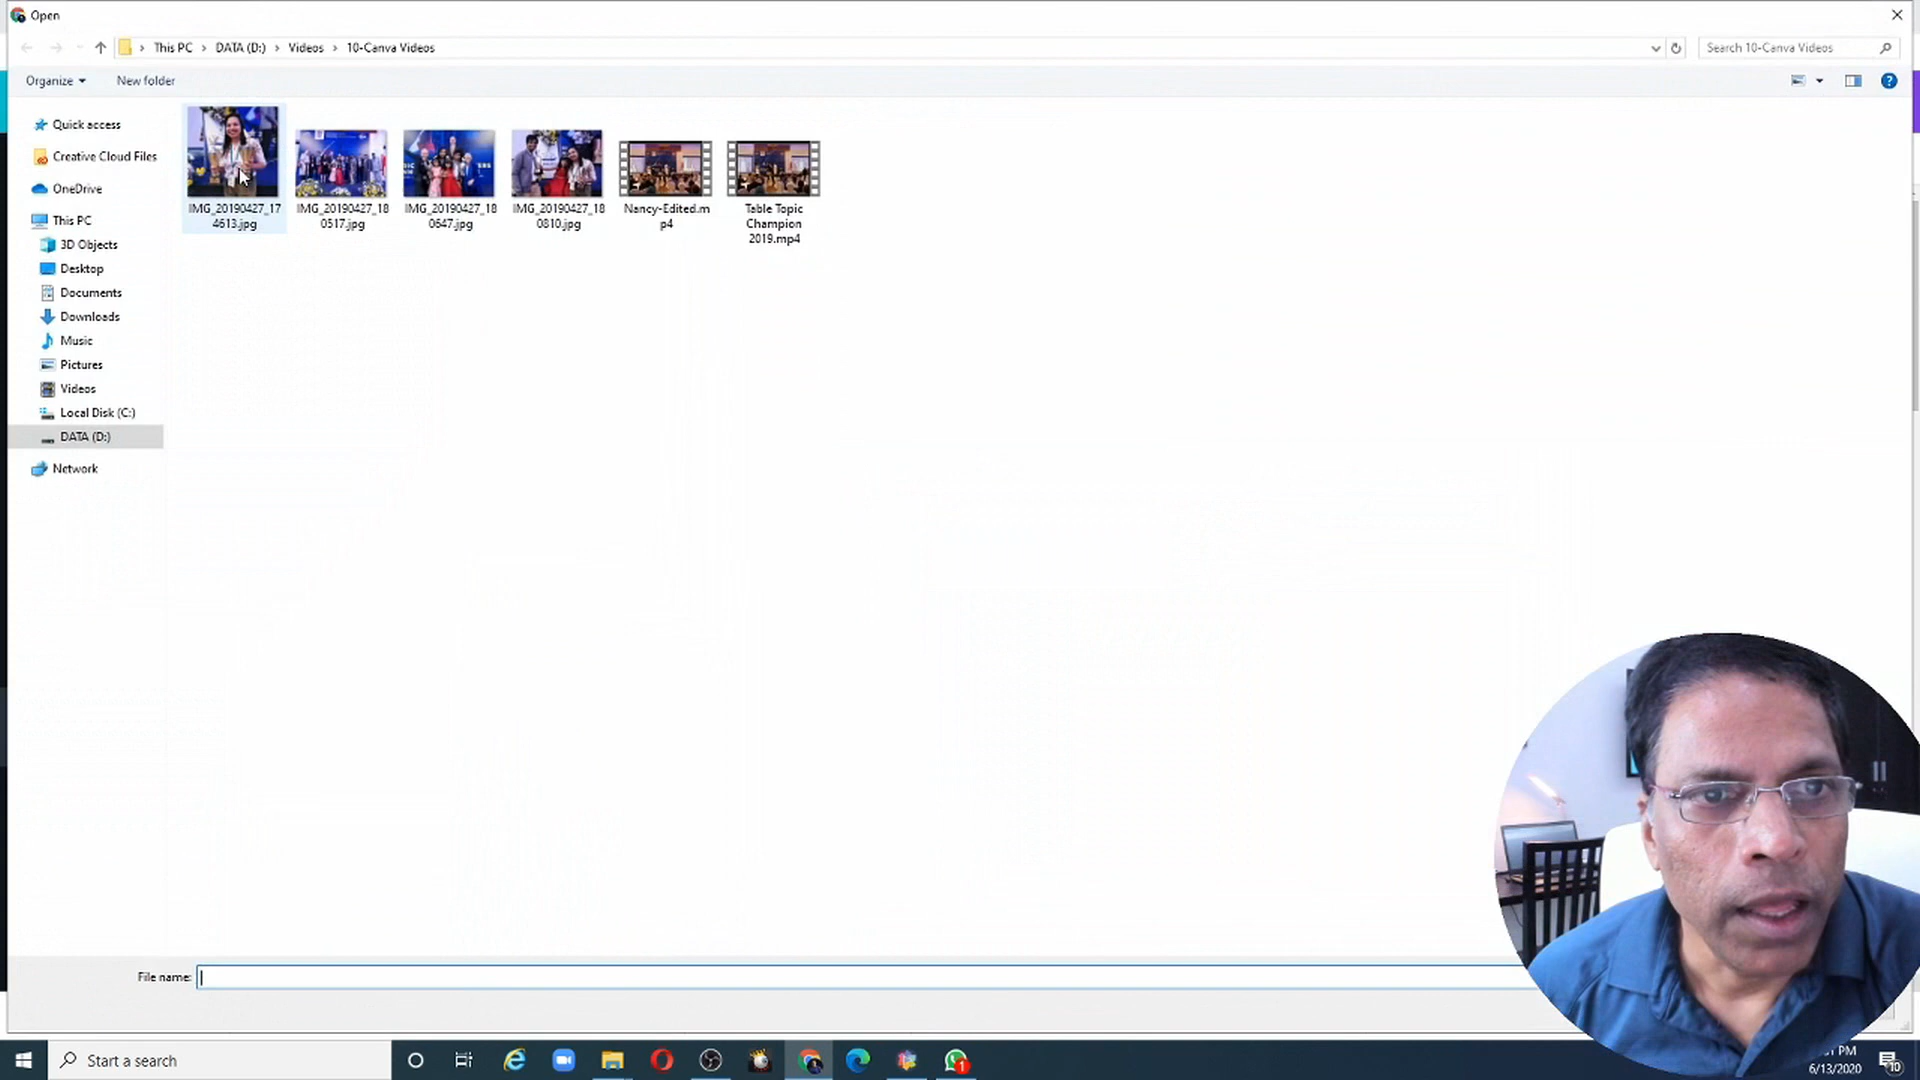 Open
This PC > DATA (D:) > Videos > 10-Canva Videos
Search 10-Canva Videos
Organize
New folder
Quick access
Creative Cloud Files
OneDrive
This PC
3D Objects
Desktop
Documents
Downloads
Music
Pictures
Videos
Local Disk (C:)
DATA (D:)
Network
IMG_20190427_17
4613.jpg
IMG_20190427_18
0517.jpg
IMG_20190427_18
0647.jpg
IMG_20190427_18
0810.jpg
Nancy-Edited.m
p4
Table Topic
Champion
2019.mp4
File name:
Start a search
1
PM
6/13/2020
10